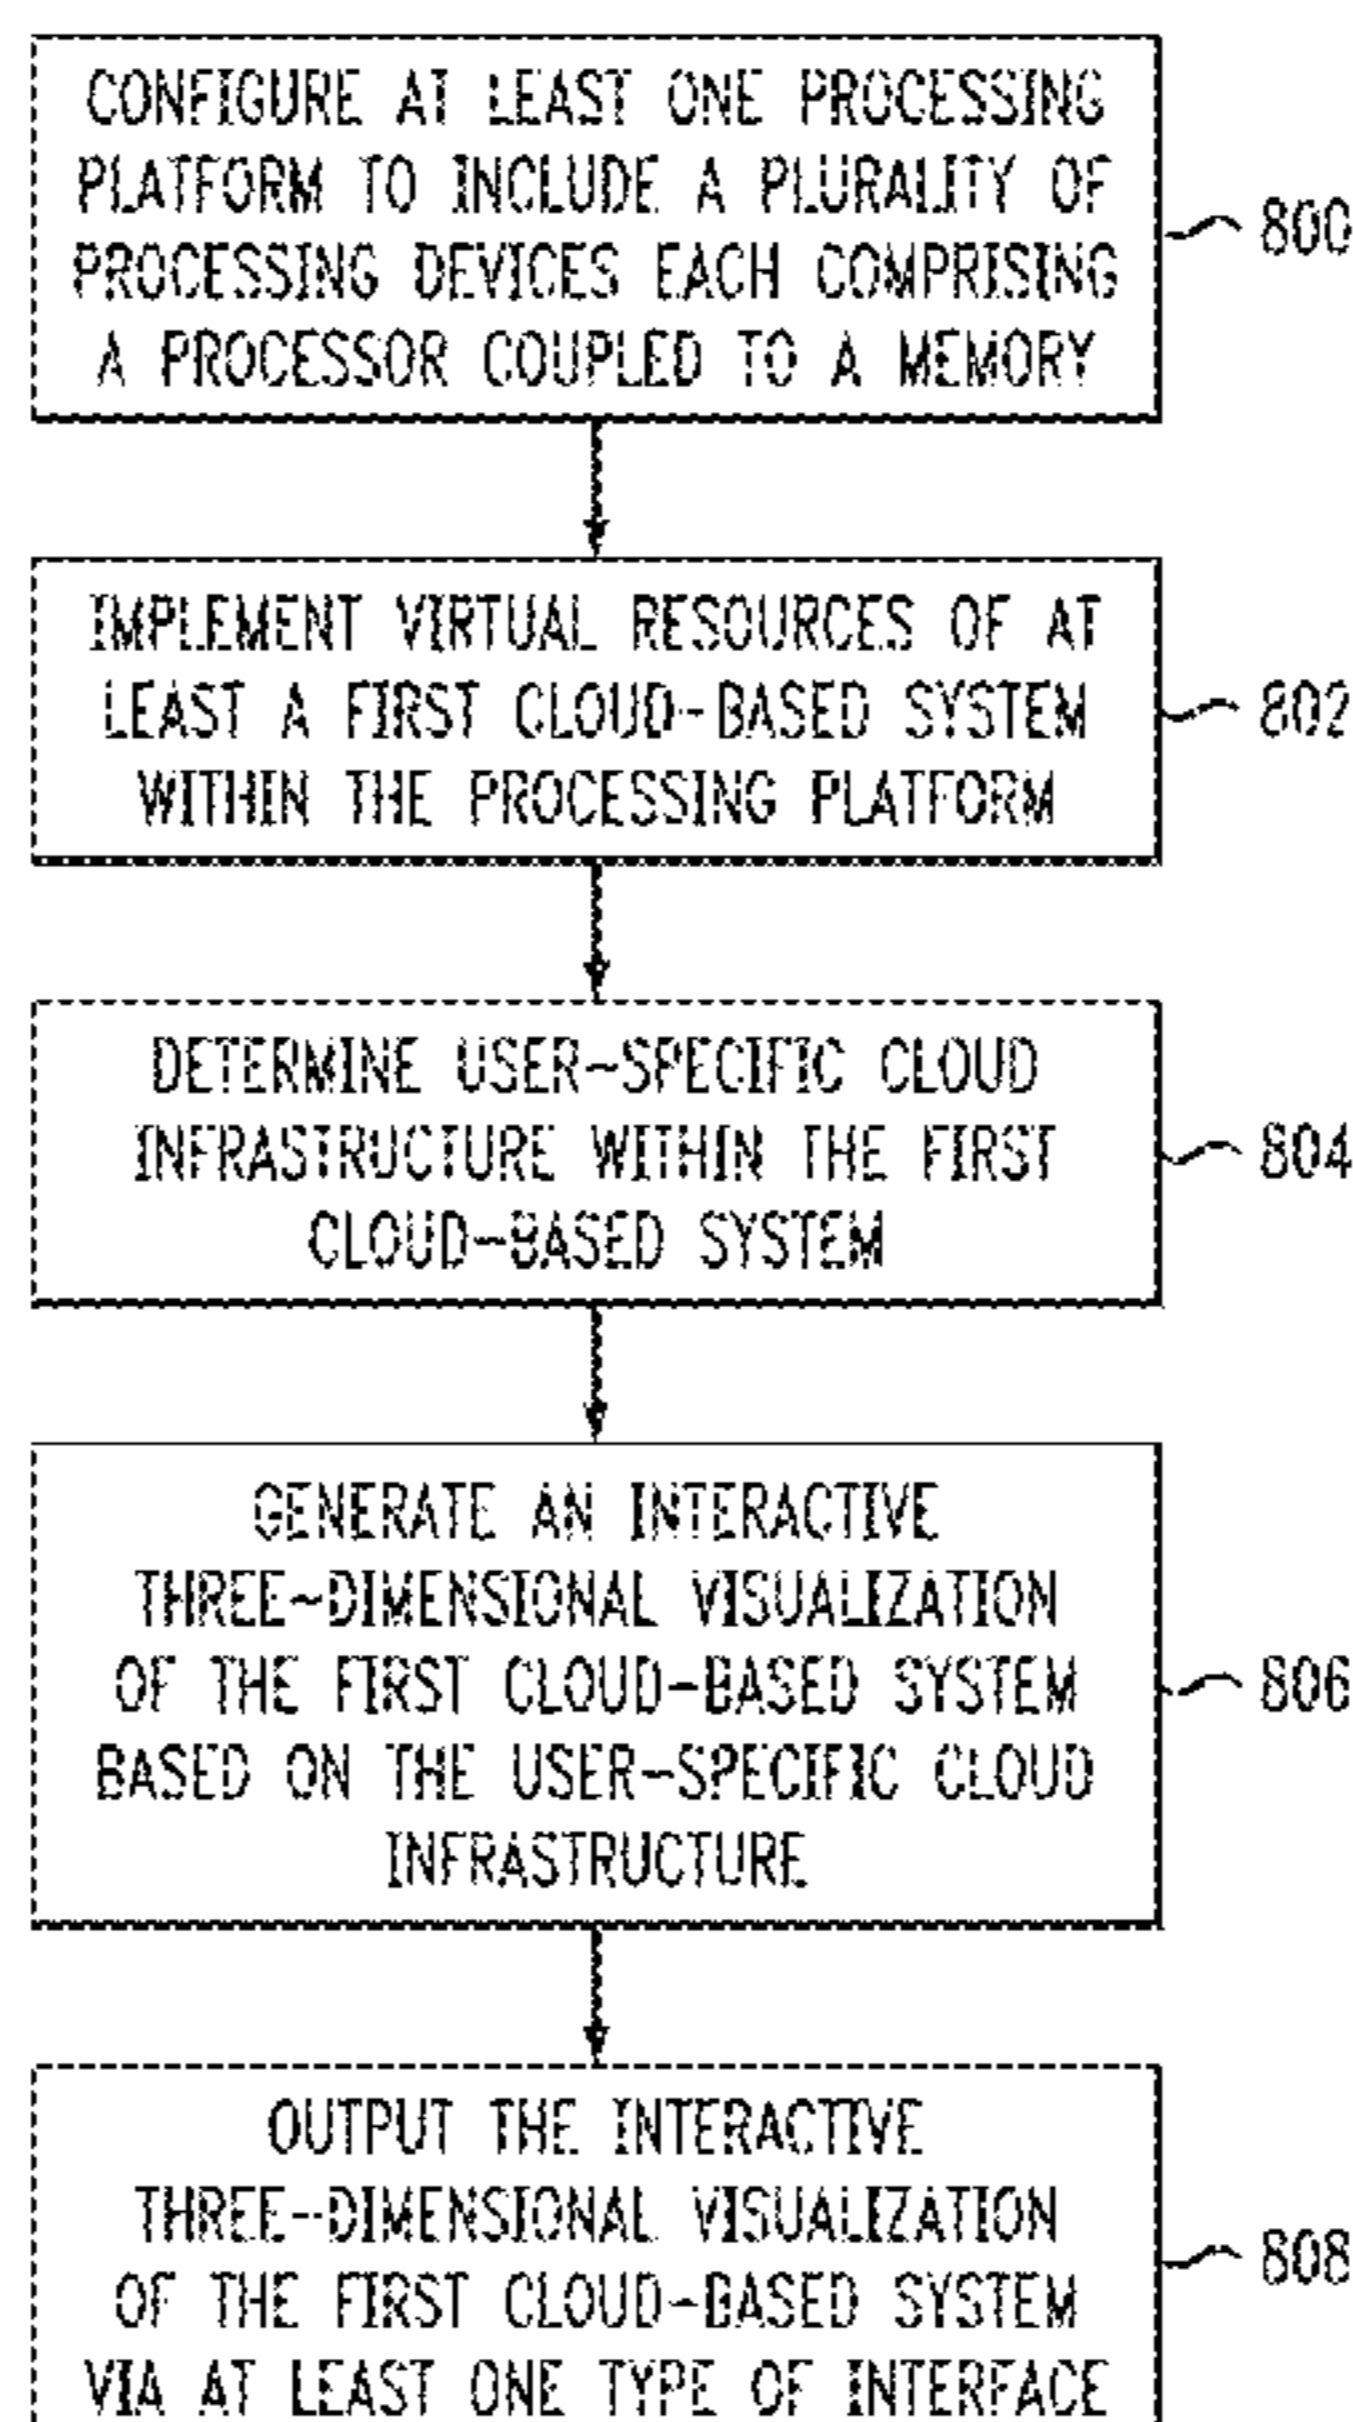 CONFIGURE AT LEAST ONE PROCESSING
PLATFORM TO INCLUDE A PLURALITY OF
PROCESSING DEVICES EACH COMPRISING
A PROCESSOR COUPLED TO A MEMORY
800
IMPLEMENT VIRTUAL RESOURCES OF AT
LEAST A FIRST CLOUD-BASED SYSTEM
WITHIN THE PROCESSING PLATFORM
802
DETERMINE USER-SPECIFIC CLOUD
INFRASTRUCTURE WITHIN THE FIRST
CLOUD-BASED SYSTEM
804
GENERATE AN INTERACTIVE
THREE-DIMENSIONAL VISUALIZATION
OF THE FIRST CLOUD-BASED SYSTEM
BASED ON THE USER-SPECIFIC CLOUD
INFRASTRUCTURE
806
OUTPUT THE INTERACTIVE
THREE-DIMENSIONAL VISUALIZATION
OF THE FIRST CLOUD-BASED SYSTEM
VIA AT LEAST ONE TYPE OF INTERFACE
808